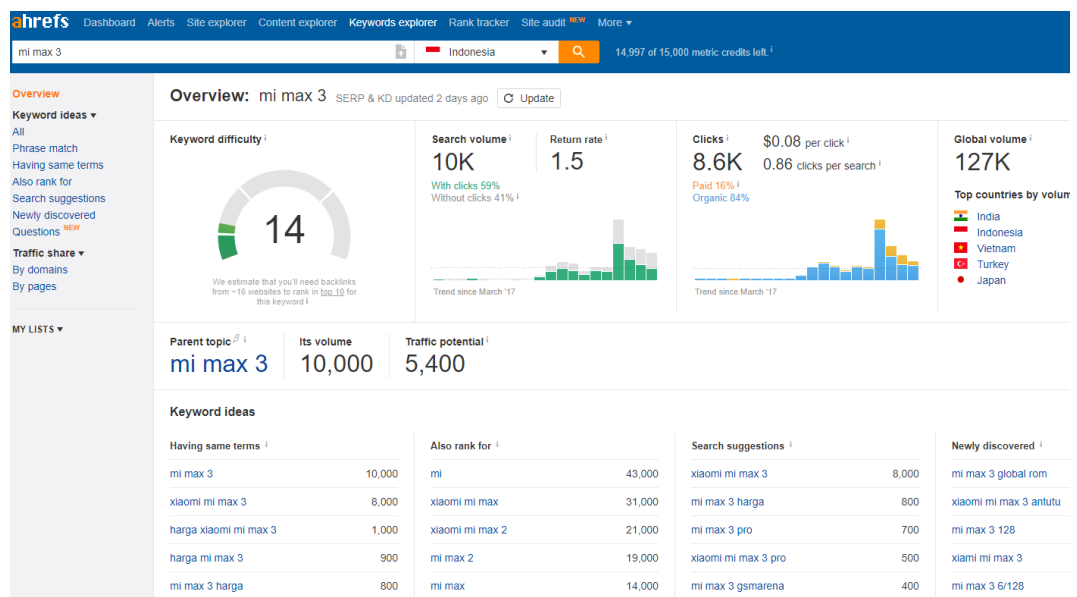 ahrefs Dashboard Alerts Site explorer Content explorer Keywords explorer Rank tracker Site audit NEW More ▾
mi max 3 Indonesia ▾ 14,997 of 15,000 metric credits left. i
Overview
Keyword ideas ▾
All
Phrase match
Having same terms
Also rank for
Search suggestions
Newly discovered
Questions NEW
Traffic share ▾
By domains
By pages
MY LISTS ▾
Overview: mi max 3 SERP & KD updated 2 days ago Update
Keyword difficulty i
14
We estimate that you'll need backlinks
from ~16 websites to rank in top 10 for
this keyword i
Search volume i
10K
With clicks 59%
Without clicks 41% i
Trend since March '17
Return rate i
1.5
Clicks i
8.6K
$0.08 per click i
0.86 clicks per search i
Paid 16% i
Organic 84%
Trend since March '17
Global volume i
127K
Top countries by volum
India
Indonesia
Vietnam
Turkey
Japan
Parent topic i
mi max 3
Its volume
10,000
Traffic potential i
5,400
Keyword ideas
Having same terms i
mi max 3 10,000
xiaomi mi max 3 8,000
harga xiaomi mi max 3 1,000
harga mi max 3 900
mi max 3 harga 800
Also rank for i
mi 43,000
xiaomi mi max 31,000
xiaomi mi max 2 21,000
mi max 2 19,000
mi max 14,000
Search suggestions i
xiaomi mi max 3 8,000
mi max 3 harga 800
mi max 3 pro 700
xiaomi mi max 3 pro 500
mi max 3 gsmarena 400
Newly discovered i
mi max 3 global rom
xiaomi mi max 3 antutu
mi max 3 128
xiami mi max 3
mi max 3 6/128